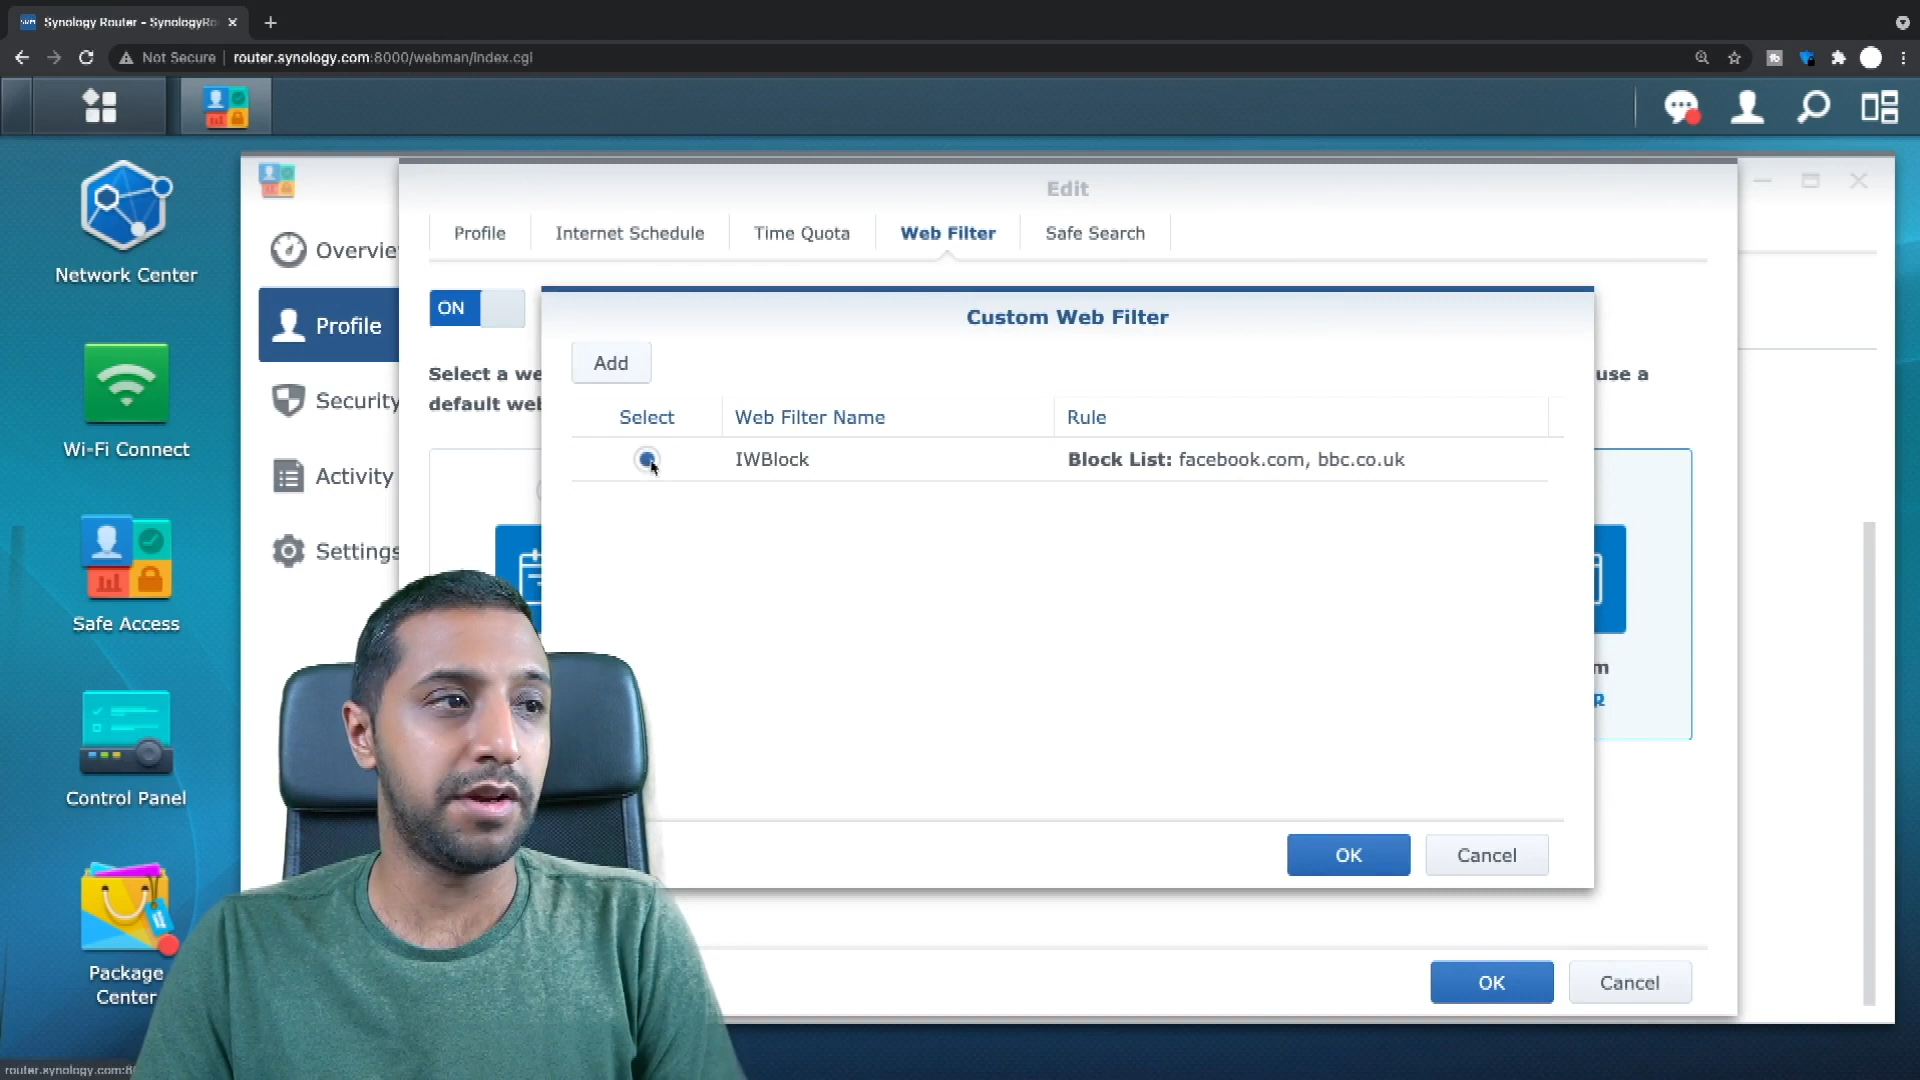 Synology Router - SynologyRo
Not Secure
router.synology.com:8000/webman/index.cgi
Network Center
Wi-Fi Connect
Safe Access
Control Panel
Package
Center
Overvie
Profile
Security
Activity
Settings
Edit
Profile
Internet Schedule
Time Quota
Web Filter
Safe Search
ON
Select a we
default web
use a
Custom Web Filter
Add
Select
Web Filter Name
Rule
IWBlock
Block List: facebook.com, bbc.co.uk
m
OK
Cancel
OK
Cancel
router.synology.com:80